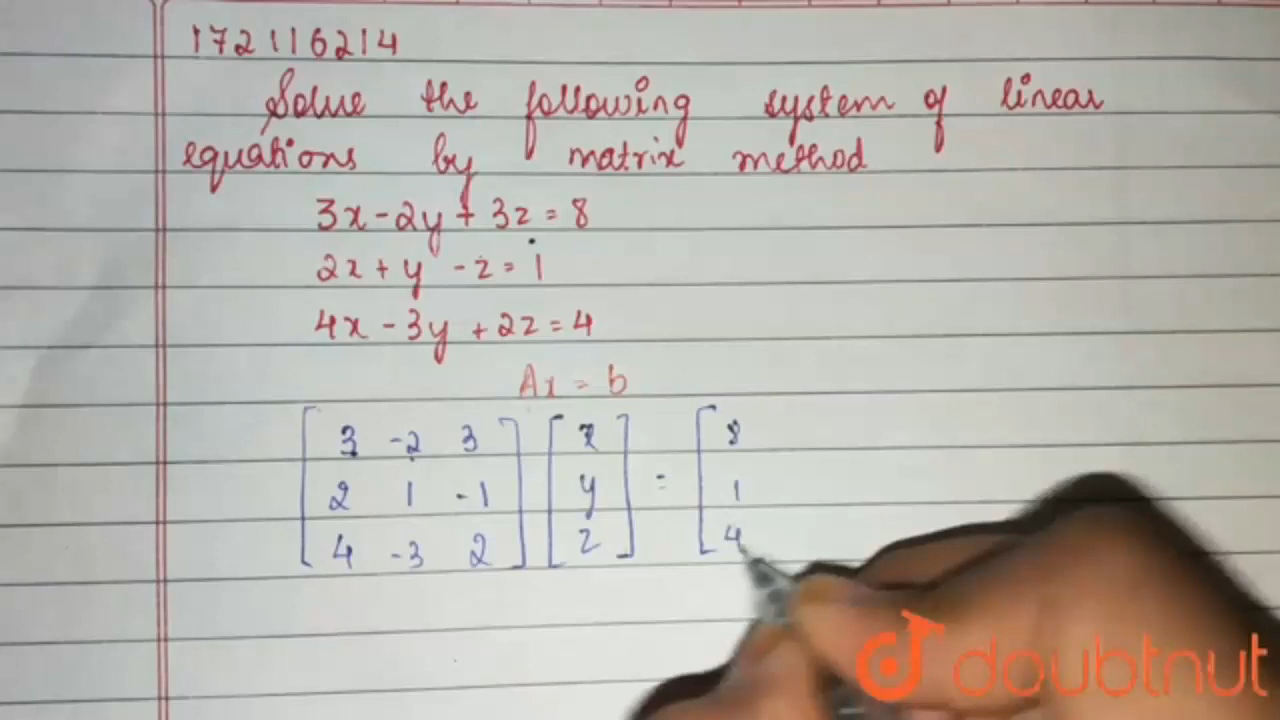 172116214
Solve the following system of linear
equations by matrix method
3x - 2y + 3z = 8
2x + y - z = 1
4x - 3y + 2z = 4
Ax = b
[ 3 -2 3 ] [ x ] = [ 8
2 1 -1 y 1
4 -3 2 z 4
doubtnut